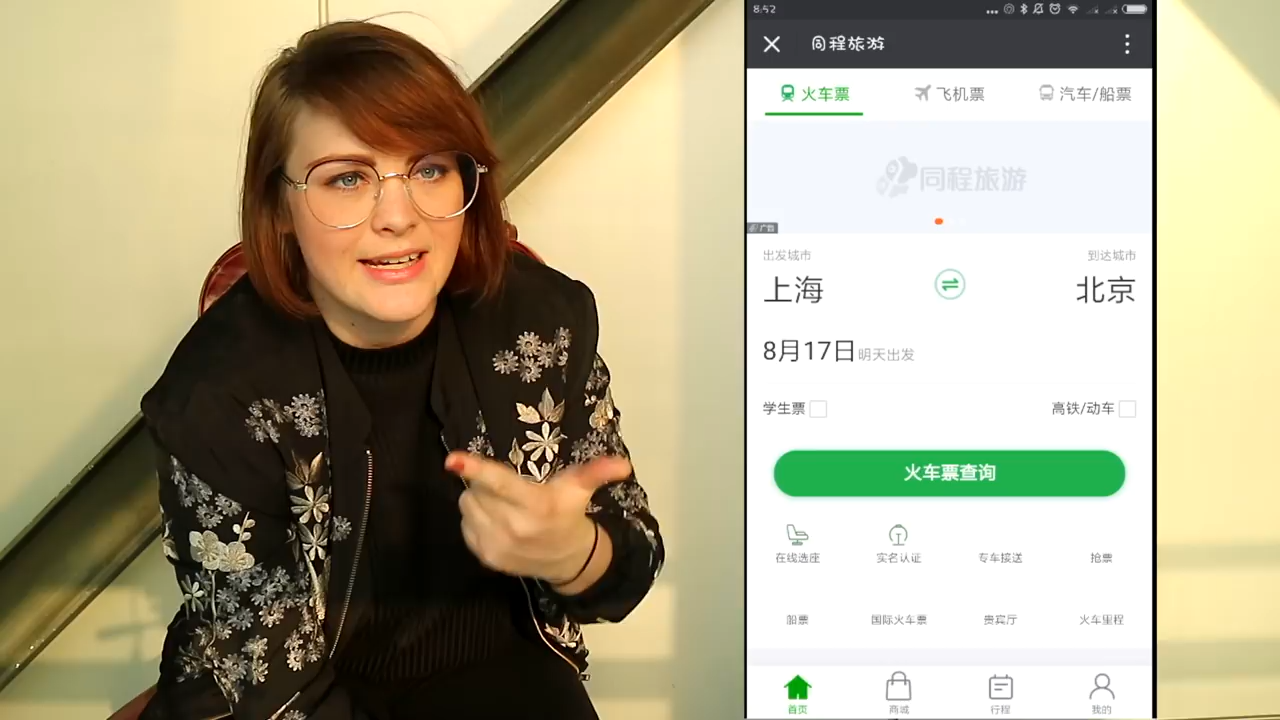 8:52
同程旅游
火车票
飞机票
汽车/船票
同程旅游
广告
出发城市
到达城市
上海
北京
8月17日明天出发
学生票
高铁/动车
火车票查询
在线选座
实名认证
专车接送
抢票
船票
国际火车票
贵宾厅
火车里程
首页
商城
行程
我的